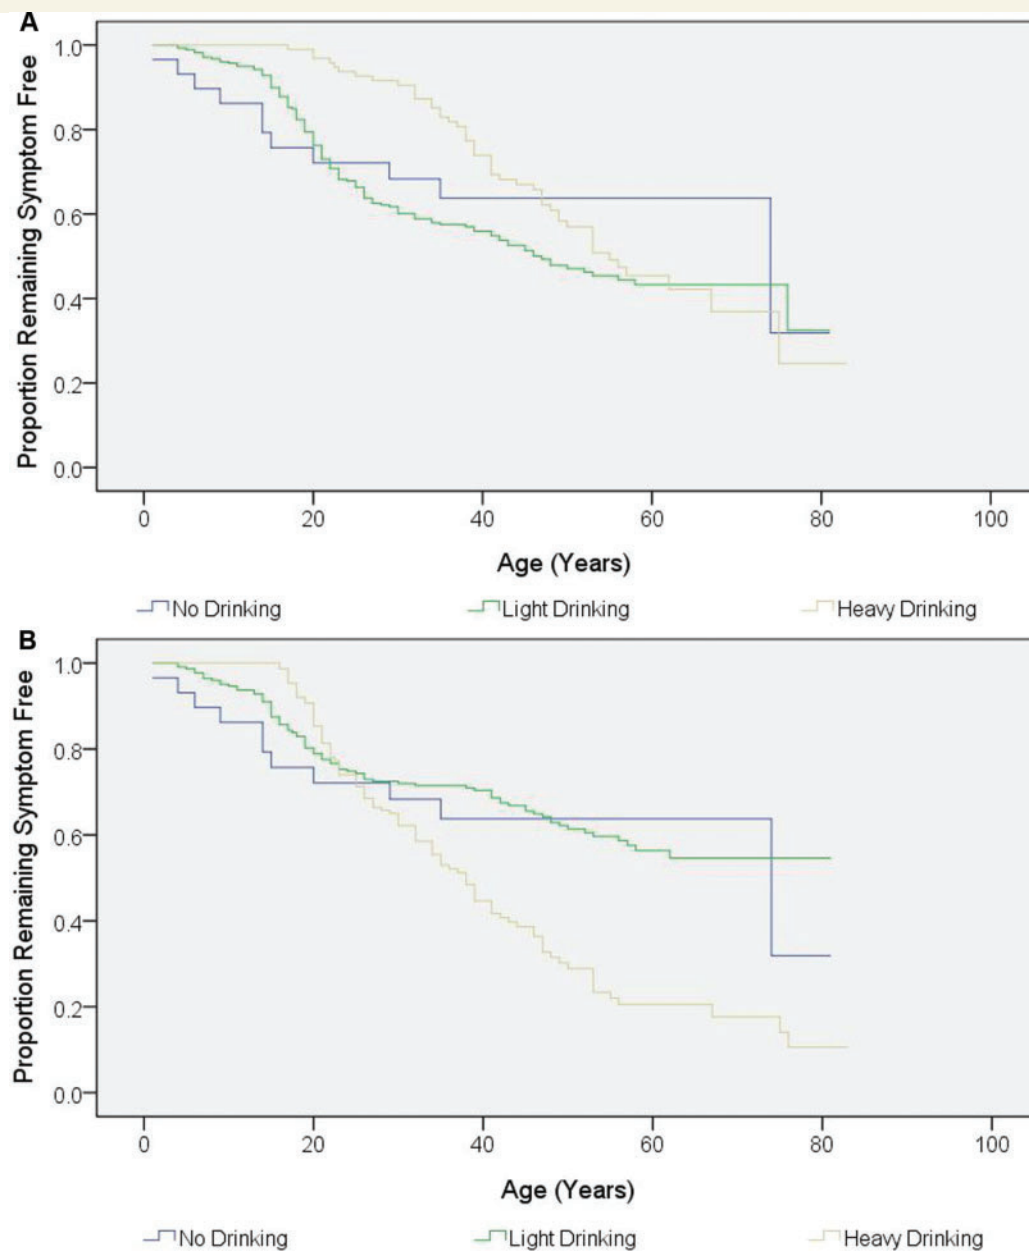 A
1.0
0.8
0.6
0.4
0.2
0.0
Proportion Remaining Symptom Free
0 20 40 60 80 100
Age (Years)
No Drinking Light Drinking Heavy Drinking
B
1.0
0.8
0.6
0.4
0.2
0.0
Proportion Remaining Symptom Free
0 20 40 60 80 100
Age (Years)
No Drinking Light Drinking Heavy Drinking